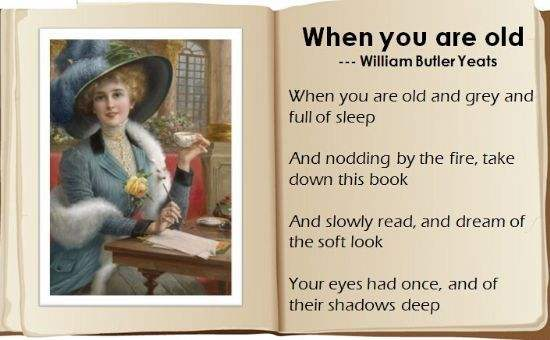 When you are old
--- William Butler Yeats
When you are old and grey and
full of sleep
And nodding by the fire, take
down this book
And slowly read, and dream of
the soft look
Your eyes had once, and of
their shadows deep